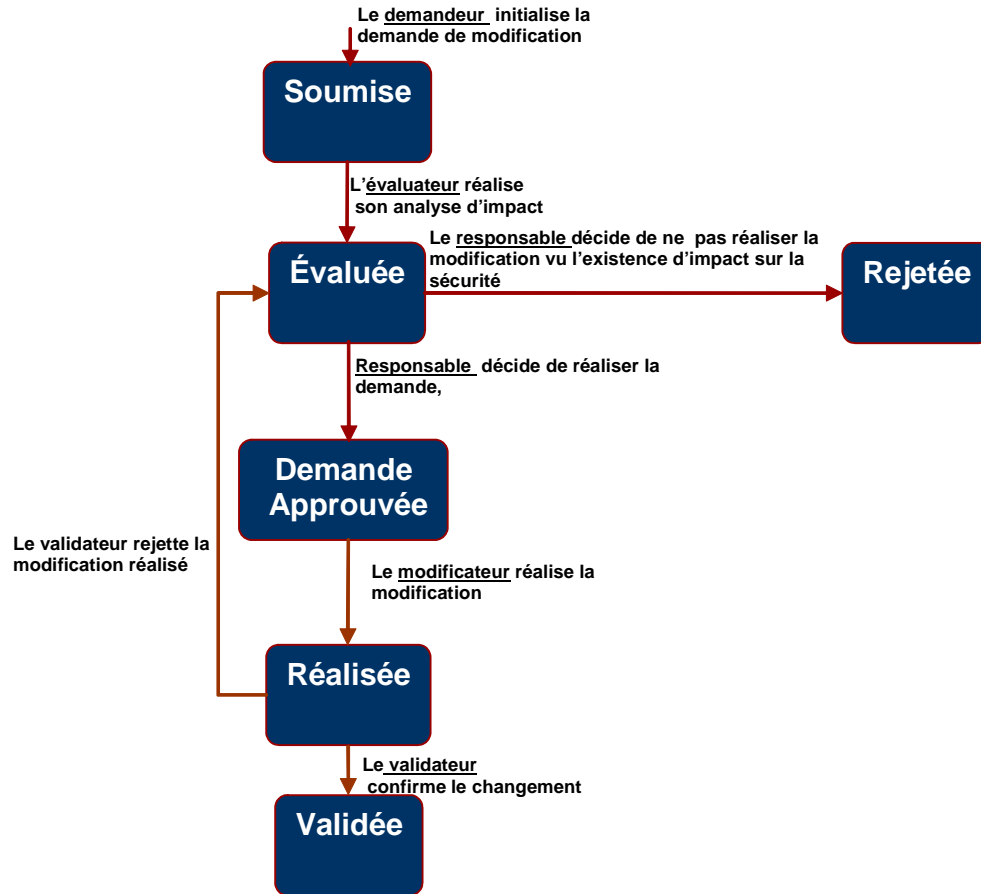 Le demandeur initialise la
demande de modification
Soumise
L'évaluateur réalise
son analyse d'impact
Le responsable décide de ne pas réaliser la
modification vu l'existence d'impact sur la
sécurité
Évaluée
Rejetée
Responsable décide de réaliser la
demande,
Demande
Approuvée
Le validateur rejette la
modification réalisé
Le modificateur réalise la
modification
Réalisée
Le validateur
confirme le changement
Validée